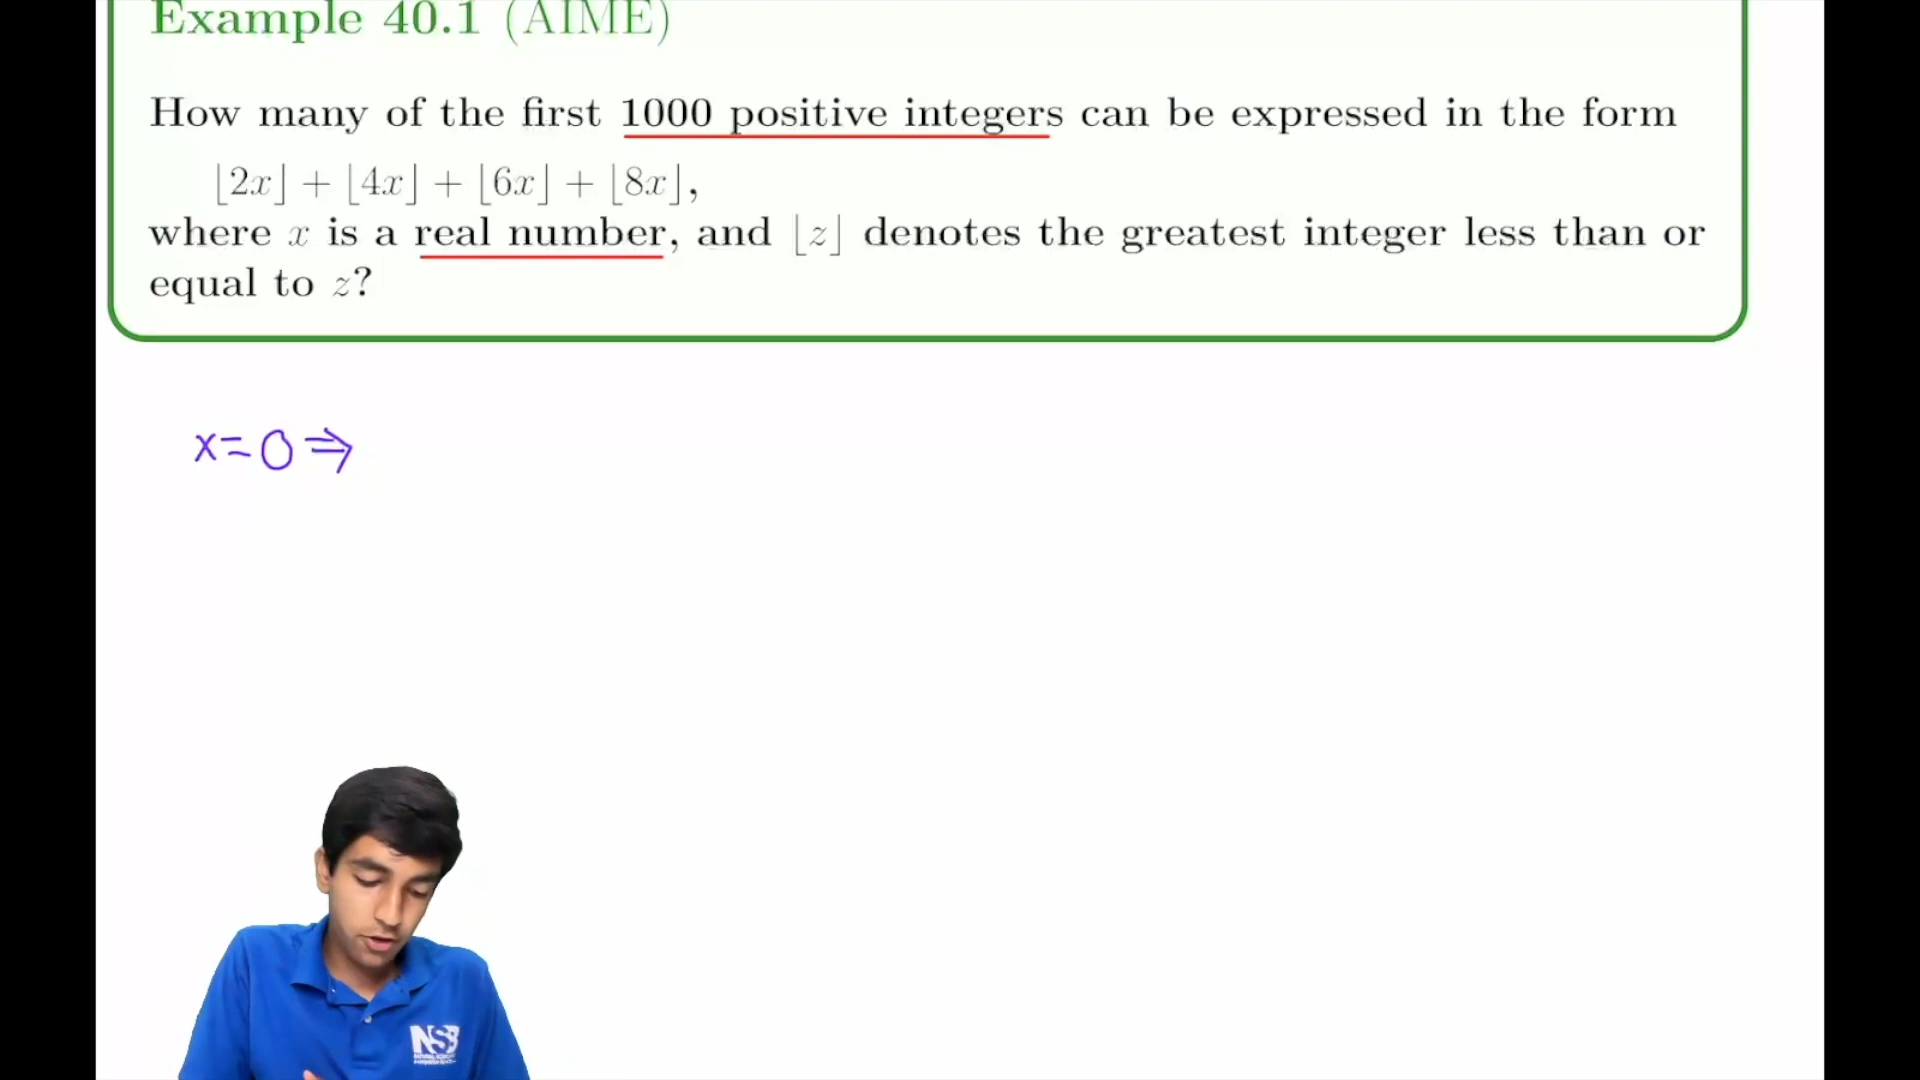 Example 40.1 (AIME)
How many of the first 1000 positive integers can be expressed in the form
⌊2x⌋ + ⌊4x⌋ + ⌊6x⌋ + ⌊8x⌋,
where x is a real number, and ⌊z⌋ denotes the greatest integer less than or
equal to z?
x=0⇒
NSB